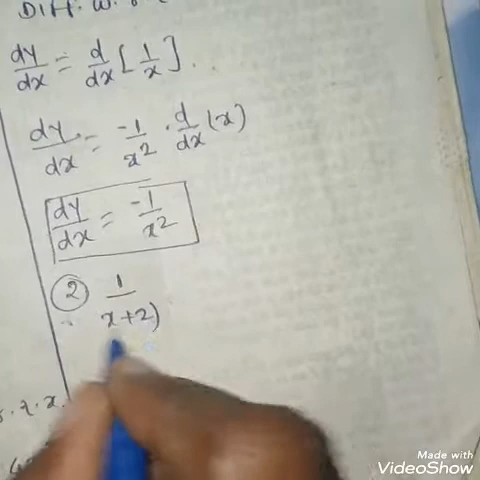 Diff. w.
dy/dx = d/dx [1/x].
dy/dx = -1/x² · d/dx (x)
dy/dx = -1/x²
② 1/x+2)
r.x.
Made with
VideoShow